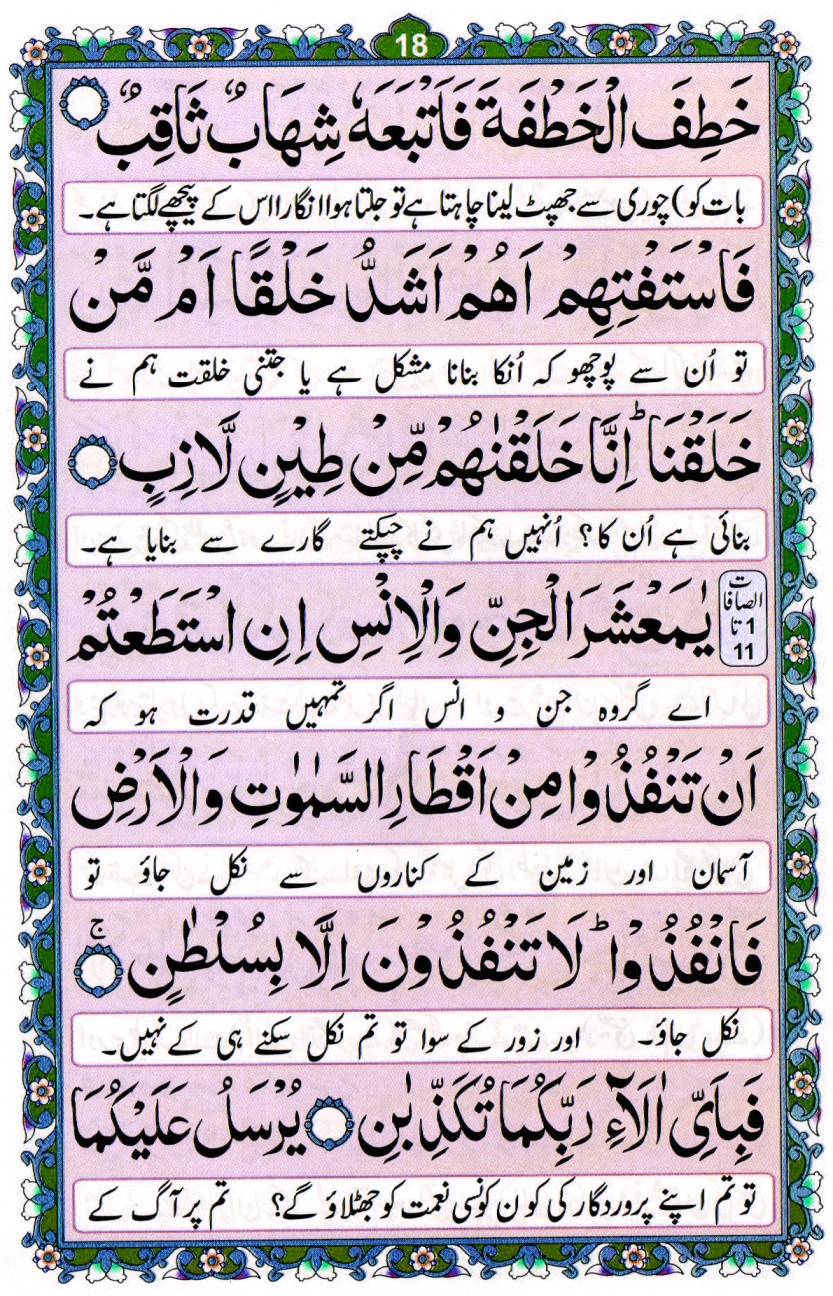 18
خَطِفَ الْخَطْفَةَ فَاَتْبَعَهٗ شِهَابٌ ثَاقِبٌ
بات کو) چوری سے جھپٹ لینا چاہتا ہے تو جلتا ہوا انگارا اس کے پیچھے لگتا ہے۔
فَاسْتَفْتِهِمْ اَهُمْ اَشَدُّ خَلْقًا اَمْ مَّنْ
تو اُن سے پوچھو کہ اُنکا بنانا مشکل ہے یا جتنی خلقت ہم نے
خَلَقْنَا ؕ اِنَّا خَلَقْنٰهُمْ مِّنْ طِيْنٍ لَّازِبٍ
بنائی ہے اُن کا؟ اُنہیں ہم نے چپکتے گارے سے بنایا ہے۔
الصافات
1 تا
11
يٰمَعْشَرَ الْجِنِّ وَالْاِنْسِ اِنِ اسْتَطَعْتُمْ
اے گروہ جن و انس اگر تمہیں قدرت ہو کہ
اَنْ تَنْفُذُوْا مِنْ اَقْطَارِ السَّمٰوٰتِ وَالْاَرْضِ
آسمان اور زمین کے کناروں سے نکل جاؤ تو
فَانْفُذُوْا ؕ لَا تَنْفُذُوْنَ اِلَّا بِسُلْطٰنٍ ۚ
نکل جاؤ۔ اور زور کے سوا تو تم نکل سکنے ہی کے نہیں۔
فَبِاَيِّ اٰلَآءِ رَبِّكُمَا تُكَذِّبٰنِ يُرْسَلُ عَلَيْكُمَا
تو تم اپنے پروردگار کی کون کونسی نعمت کو جھٹلاؤ گے؟ تم پر آگ کے